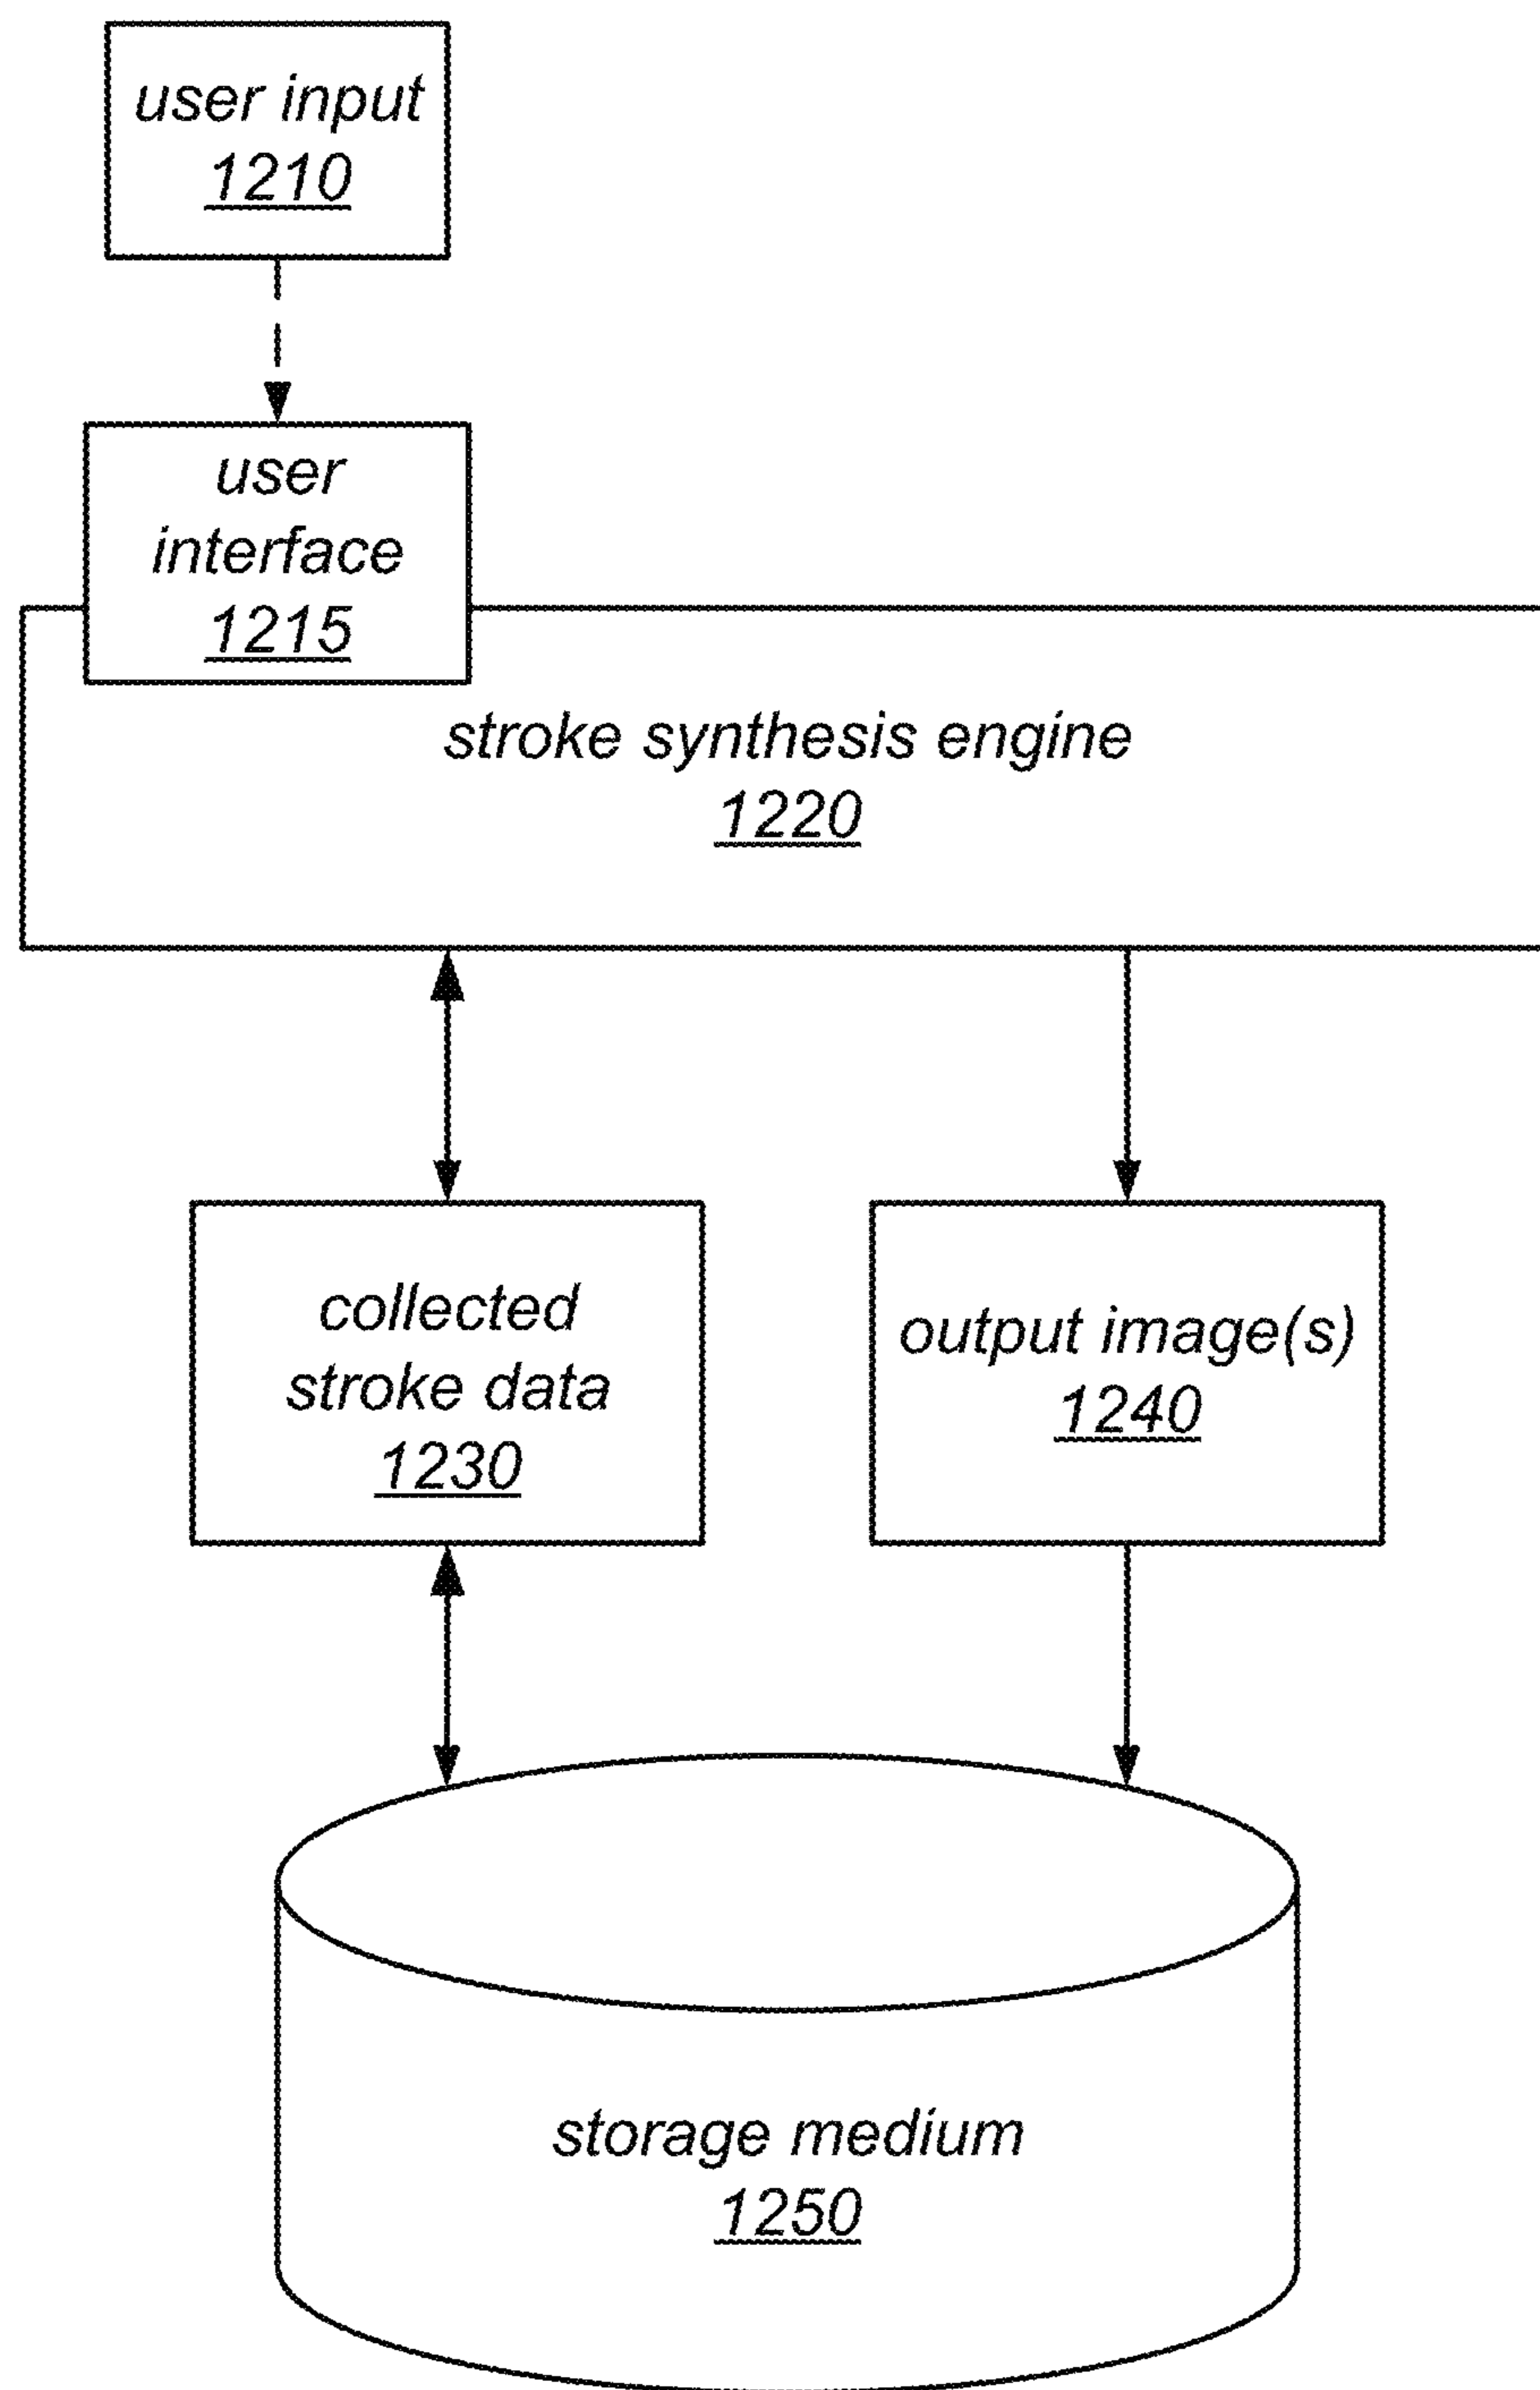 user input
1210
user
interface
1215
stroke synthesis engine
1220
collected
stroke data
1230
output image(s)
1240
storage medium
1250